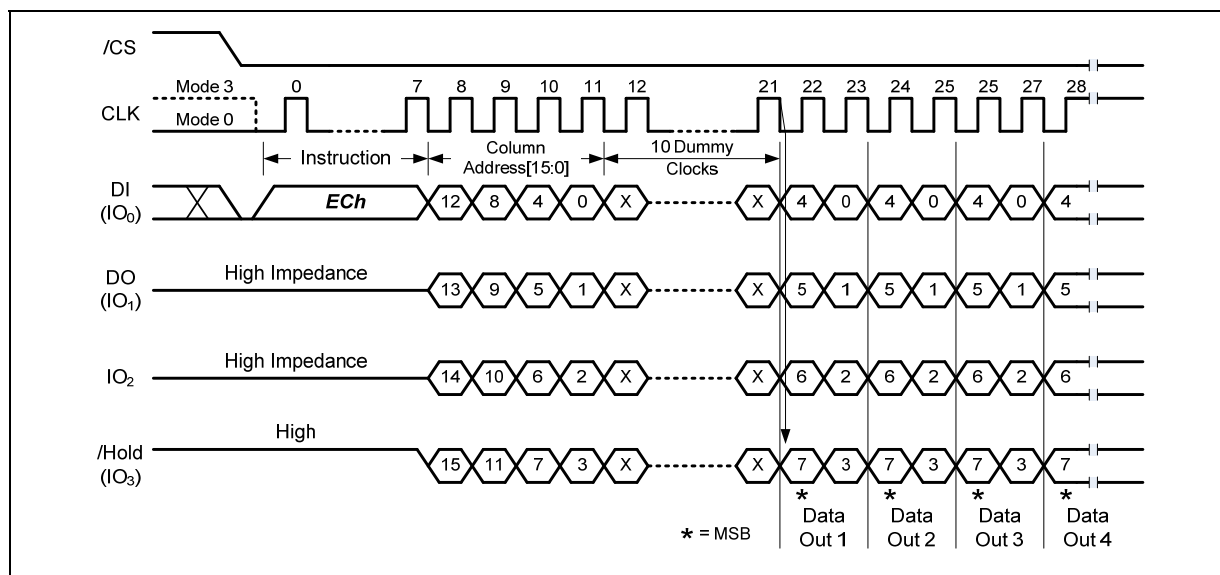 /CS
Mode 3 0 7 8 9 10 11 12 21 22 23 24 25 25 27 28
CLK
Mode 0
Instruction
Column
Address[15:0]
10 Dummy
Clocks
DI
(IO0)
ECh 12 8 4 0 X X 4 0 4 0 4 0 4
High Impedance
DO
(IO1)
13 9 5 1 X X 5 1 5 1 5 1 5
High Impedance
IO2 14 10 6 2 X X 6 2 6 2 6 2 6
High
/Hold
(IO3)
15 11 7 3 X X 7 3 7 3 7 3 7
* * * *
* = MSB
Data
Out 1
Data
Out 2
Data
Out 3
Data
Out 4